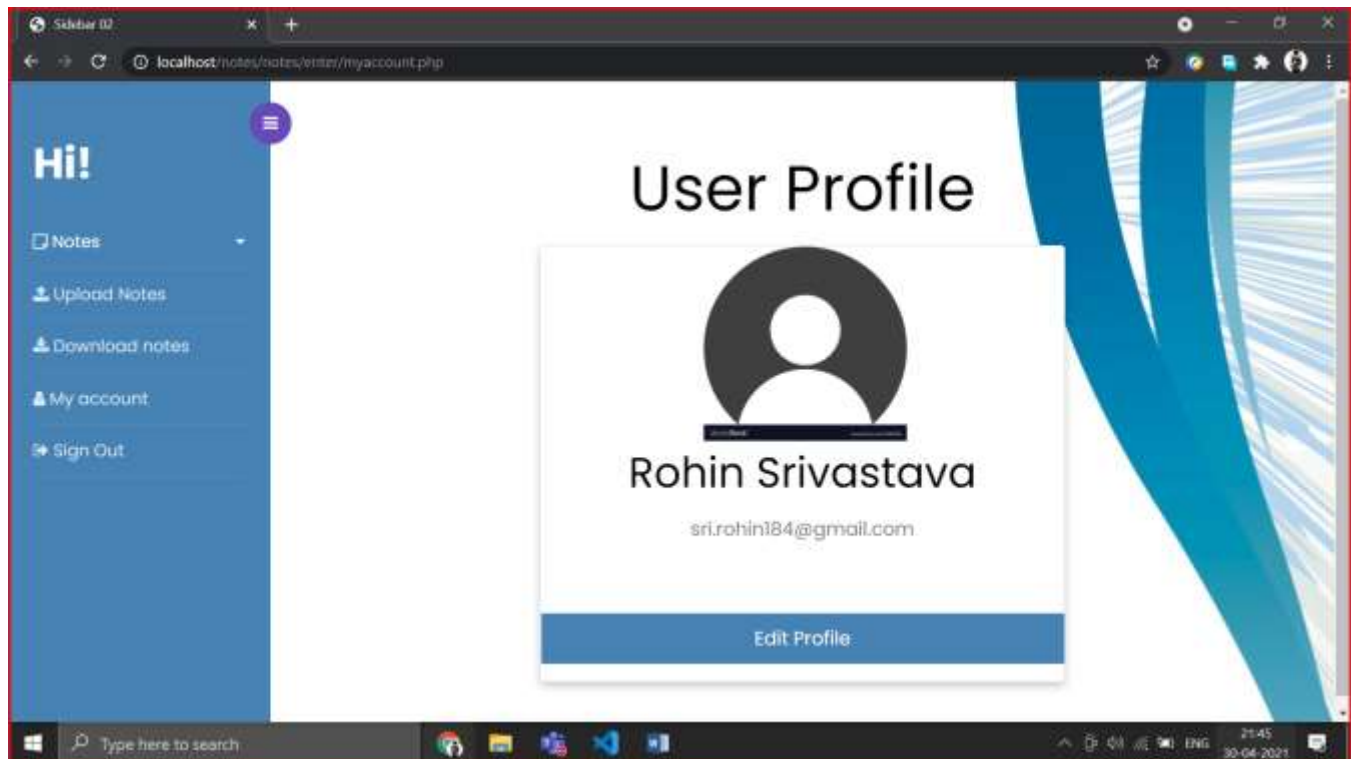 Sidebar 02
localhost/notes/notes/enter/myaccount.php
Hi!
Notes
Upload Notes
Download notes
My account
Sign Out
User Profile
Rohin Srivastava
sri.rohin184@gmail.com
Edit Profile
Type here to search
ENG
21:45
30-04-2021